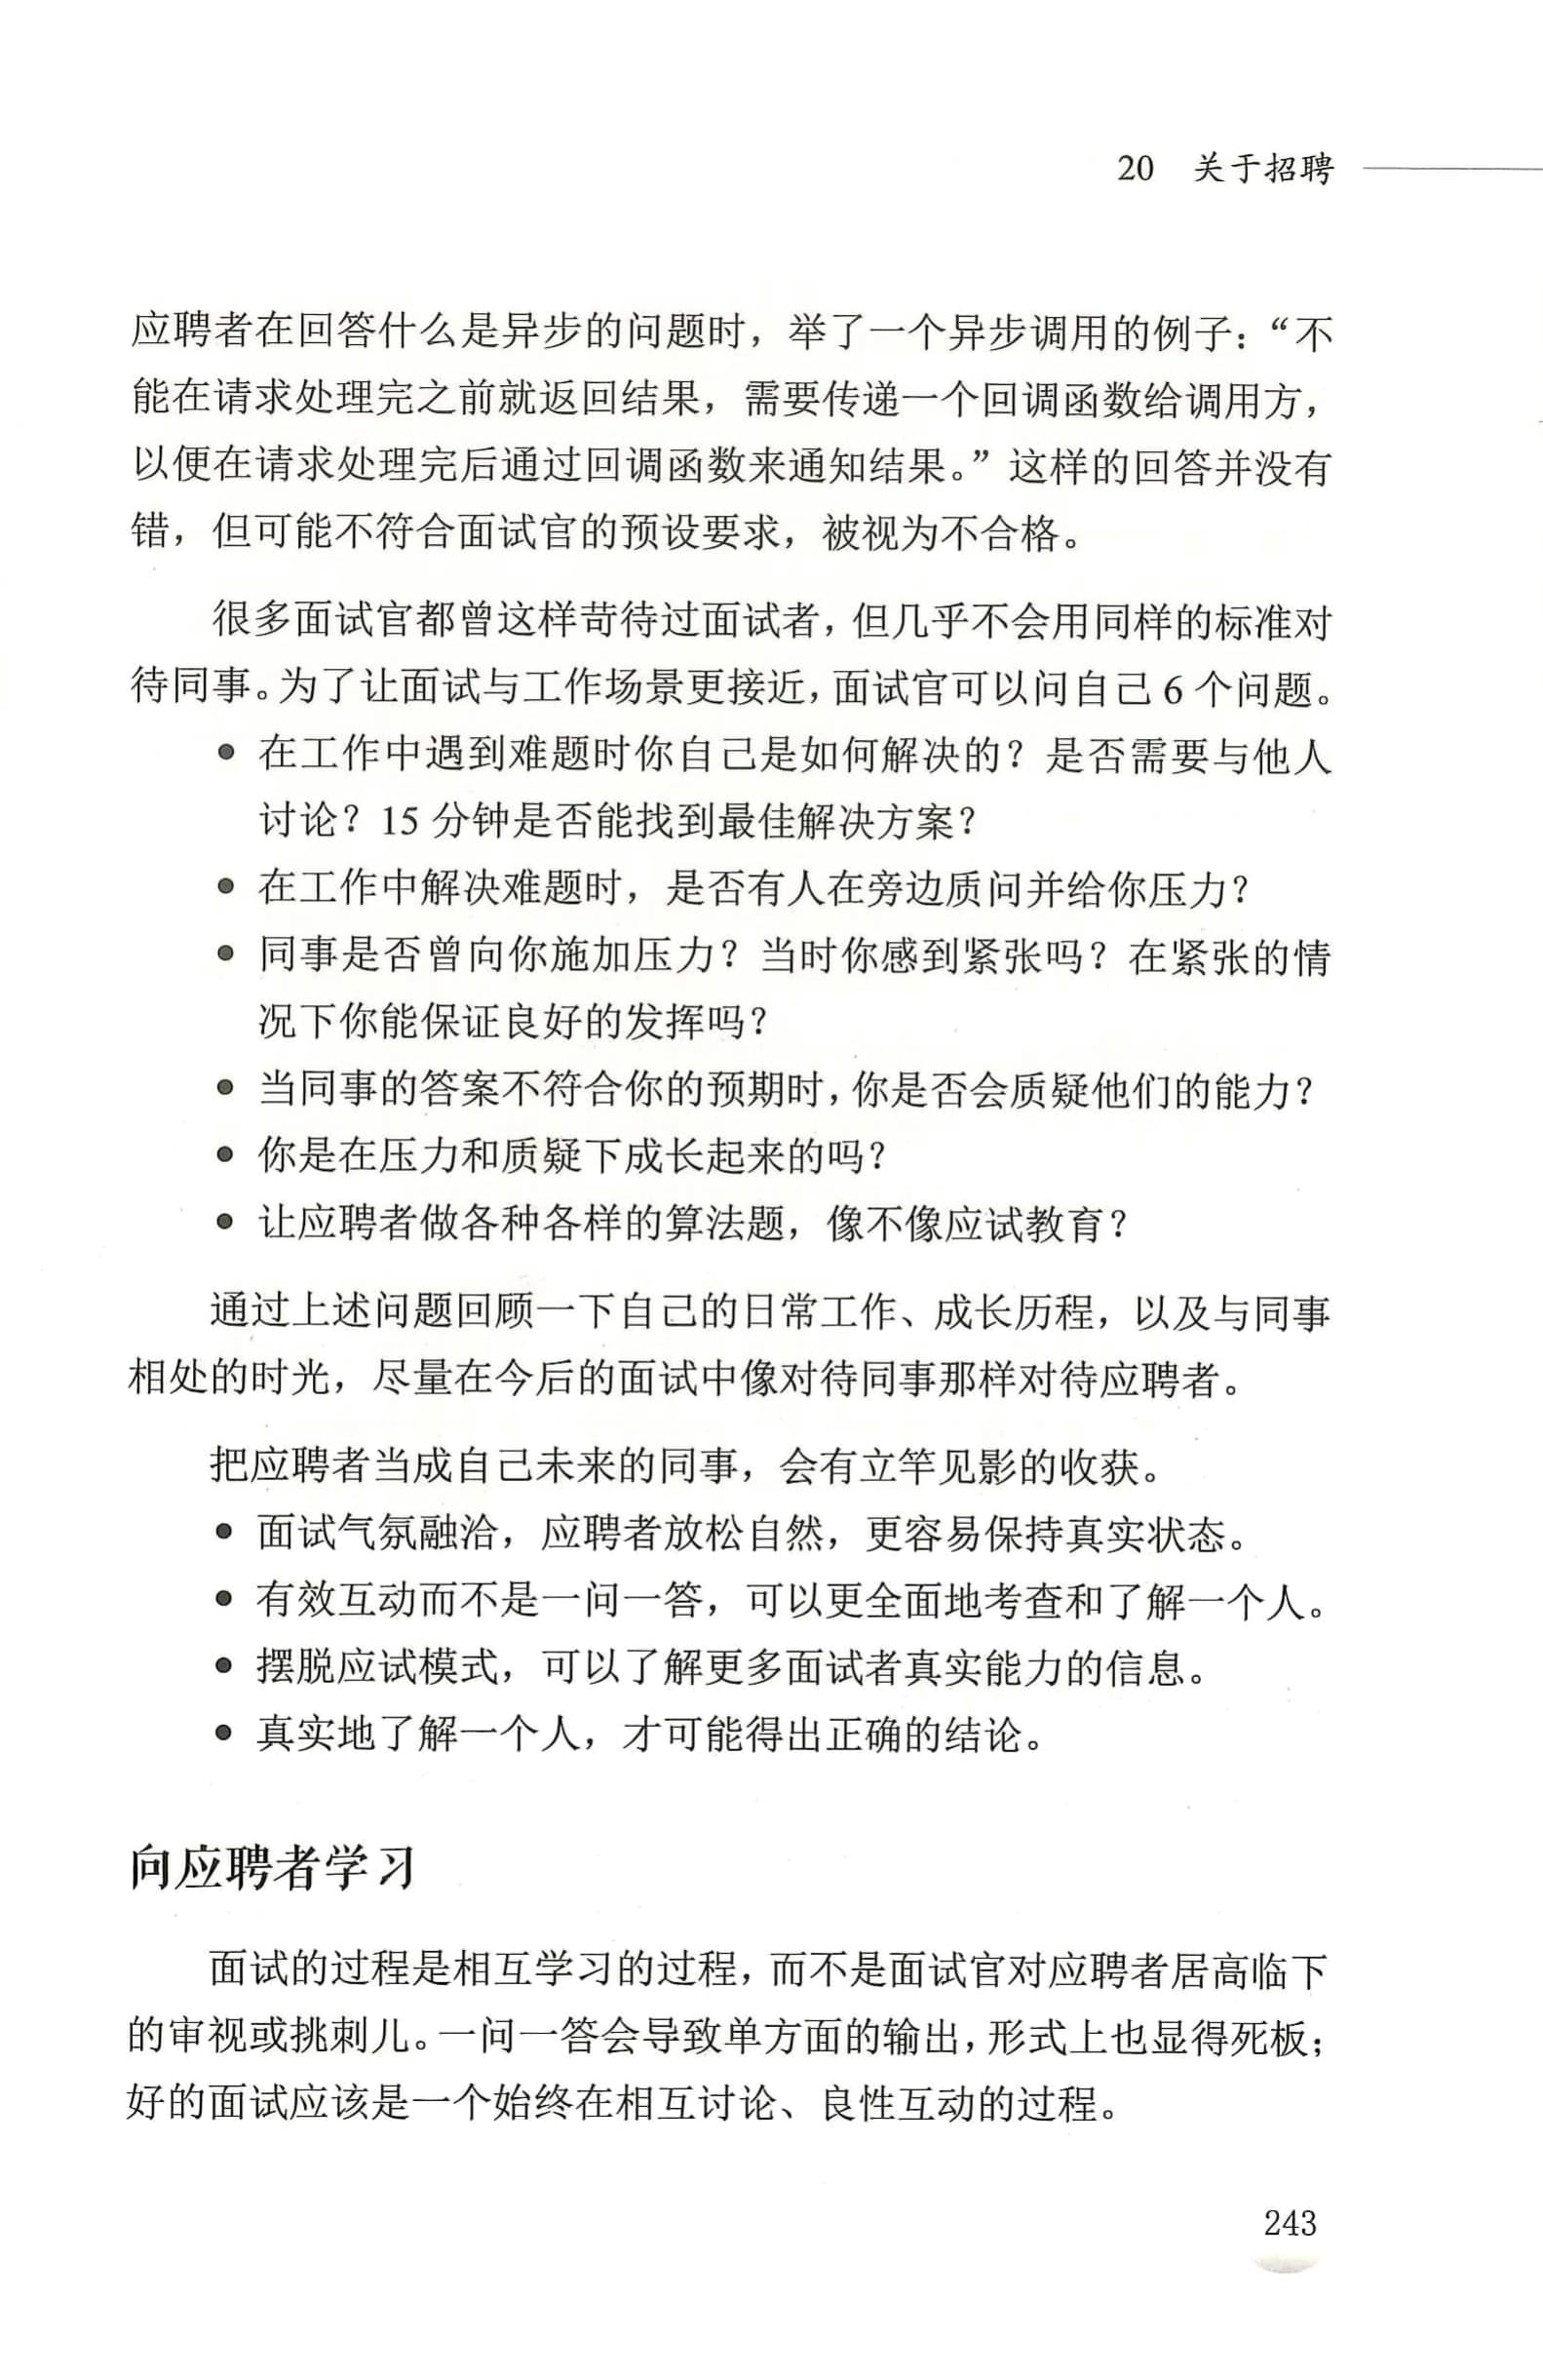 20 关于招聘
应聘者在回答什么是异步的问题时，举了一个异步调用的例子：“不
能在请求处理完之前就返回结果，需要传递一个回调函数给调用方，
以便在请求处理完后通过回调函数来通知结果。”这样的回答并没有
错，但可能不符合面试官的预设要求，被视为不合格。
很多面试官都曾这样苛待过面试者，但几乎不会用同样的标准对
待同事。为了让面试与工作场景更接近，面试官可以问自己 6 个问题。
● 在工作中遇到难题时你自己是如何解决的？是否需要与他人
讨论？15 分钟是否能找到最佳解决方案？
● 在工作中解决难题时，是否有人在旁边质问并给你压力？
● 同事是否曾向你施加压力？当时你感到紧张吗？在紧张的情
况下你能保证良好的发挥吗？
● 当同事的答案不符合你的预期时，你是否会质疑他们的能力？
● 你是在压力和质疑下成长起来的吗？
● 让应聘者做各种各样的算法题，像不像应试教育？
通过上述问题回顾一下自己的日常工作、成长历程，以及与同事
相处的时光，尽量在今后的面试中像对待同事那样对待应聘者。
把应聘者当成自己未来的同事，会有立竿见影的收获。
● 面试气氛融洽，应聘者放松自然，更容易保持真实状态。
● 有效互动而不是一问一答，可以更全面地考查和了解一个人。
● 摆脱应试模式，可以了解更多面试者真实能力的信息。
● 真实地了解一个人，才可能得出正确的结论。
向应聘者学习
面试的过程是相互学习的过程，而不是面试官对应聘者居高临下
的审视或挑刺儿。一问一答会导致单方面的输出，形式上也显得死板；
好的面试应该是一个始终在相互讨论、良性互动的过程。
243